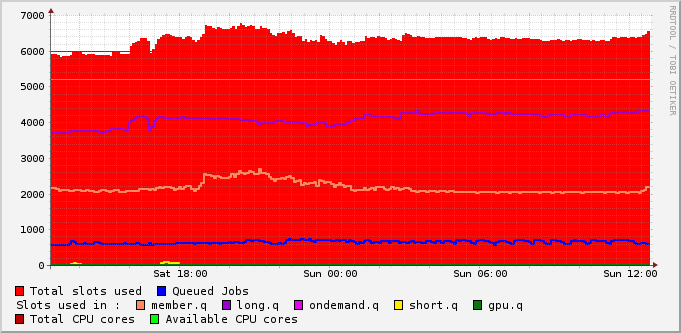 7000
6000
5000
4000
3000
2000
1000
0
Sat 18:00 Sun 00:00 Sun 06:00 Sun 12:00
RRDTOOL / TOBI OETIKER
Total slots used Queued Jobs
Slots used in : member.q long.q ondemand.q short.q gpu.q
Total CPU cores Available CPU cores